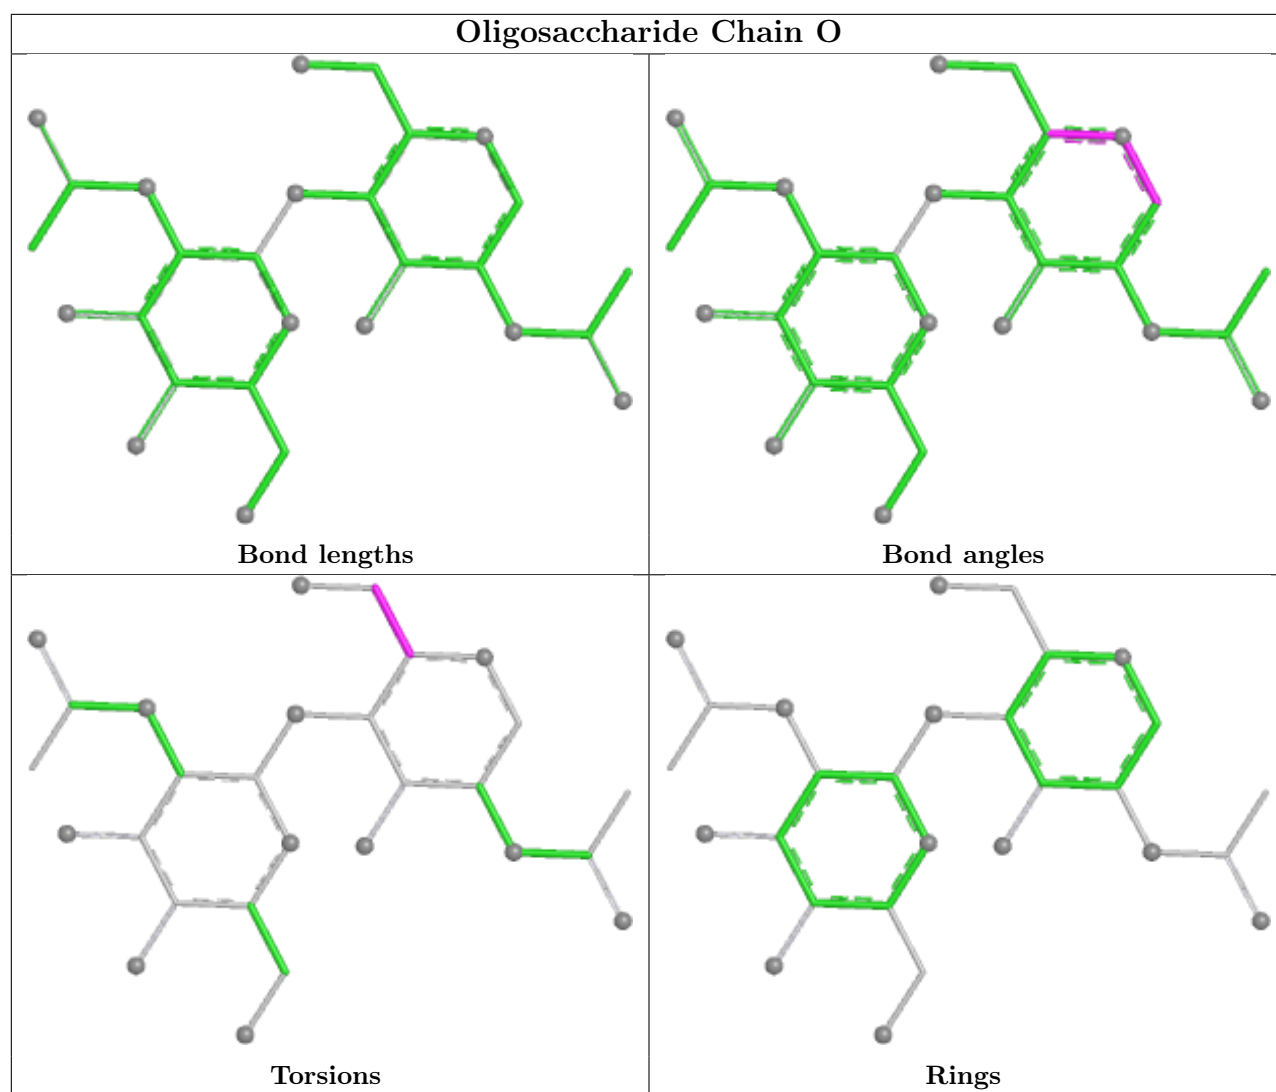 Oligosaccharide Chain O
Bond lengths
Bond angles
Torsions
Rings